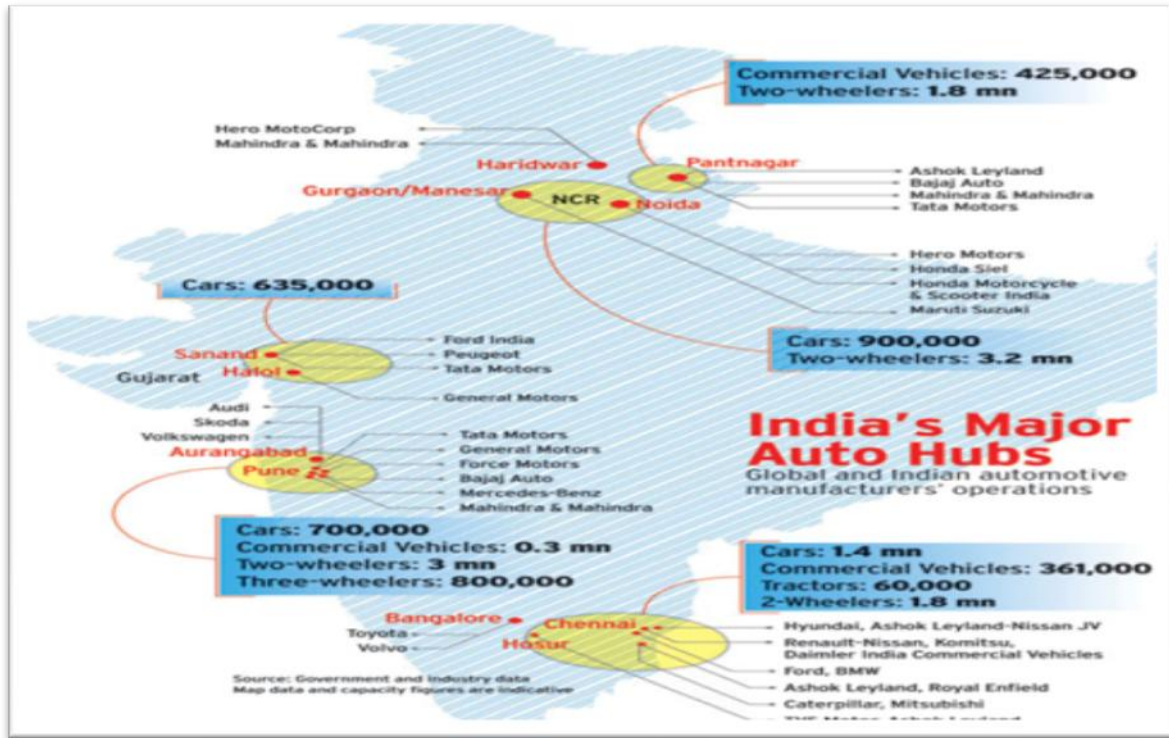 Commercial Vehicles: 425,000
Two-wheelers: 1.8 mn
Hero MotoCorp
Mahindra & Mahindra
Haridwar
Pantnagar
Gurgaon/Manesar
NCR
Noida
Ashok Leyland
Bajaj Auto
Mahindra & Mahindra
Tata Motors
Hero Motors
Honda Siel
Honda Motorcycle
& Scooter India
Maruti Suzuki
Cars: 635,000
Cars: 900,000
Two-wheelers: 3.2 mn
Sanand
Halol
Gujarat
Ford India
Peugeot
Tata Motors
General Motors
Audi
Skoda
Volkswagen
Aurangabad
Pune
Tata Motors
General Motors
Force Motors
Bajaj Auto
Mercedes-Benz
Mahindra & Mahindra
India's Major
Auto Hubs
Global and Indian automotive
manufacturers' operations
Cars: 700,000
Commercial Vehicles: 0.3 mn
Two-wheelers: 3 mn
Three-wheelers: 800,000
Cars: 1.4 mn
Commercial Vehicles: 361,000
Tractors: 60,000
2-Wheelers: 1.8 mn
Bangalore
Toyota
Volvo
Chennai
Hosur
Hyundai, Ashok Leyland-Nissan JV
Renault-Nissan, Komitsu,
Daimler India Commercial Vehicles
Ford, BMW
Ashok Leyland, Royal Enfield
Caterpillar, Mitsubishi
Source: Government and industry data
Map data and capacity figures are indicative